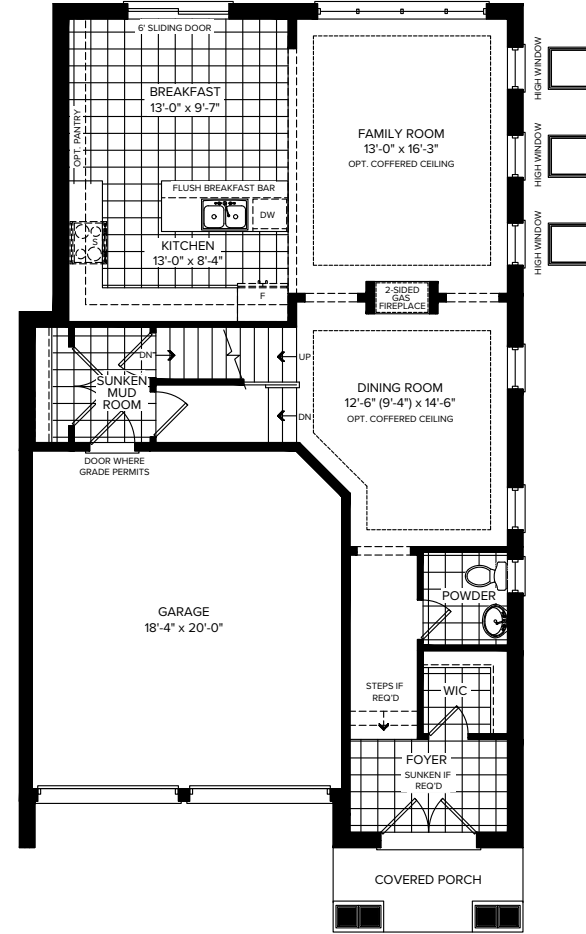 6' SLIDING DOOR
BREAKFAST
13'-0" x 9'-7"
OPT. PANTRY
FAMILY ROOM
13'-0" x 16'-3"
OPT. COFFERED CEILING
HIGH WINDOW
HIGH WINDOW
HIGH WINDOW
FLUSH BREAKFAST BAR
DW
S
KITCHEN
13'-0" x 8'-4"
F
2-SIDED
GAS
FIREPLACE
DN
UP
SUNKEN
MUD
ROOM
DN
DINING ROOM
12'-6" (9'-4") x 14'-6"
OPT. COFFERED CEILING
DOOR WHERE
GRADE PERMITS
GARAGE
18'-4" x 20'-0"
POWDER
STEPS IF
REQ'D
WIC
FOYER
SUNKEN IF
REQ'D
COVERED PORCH